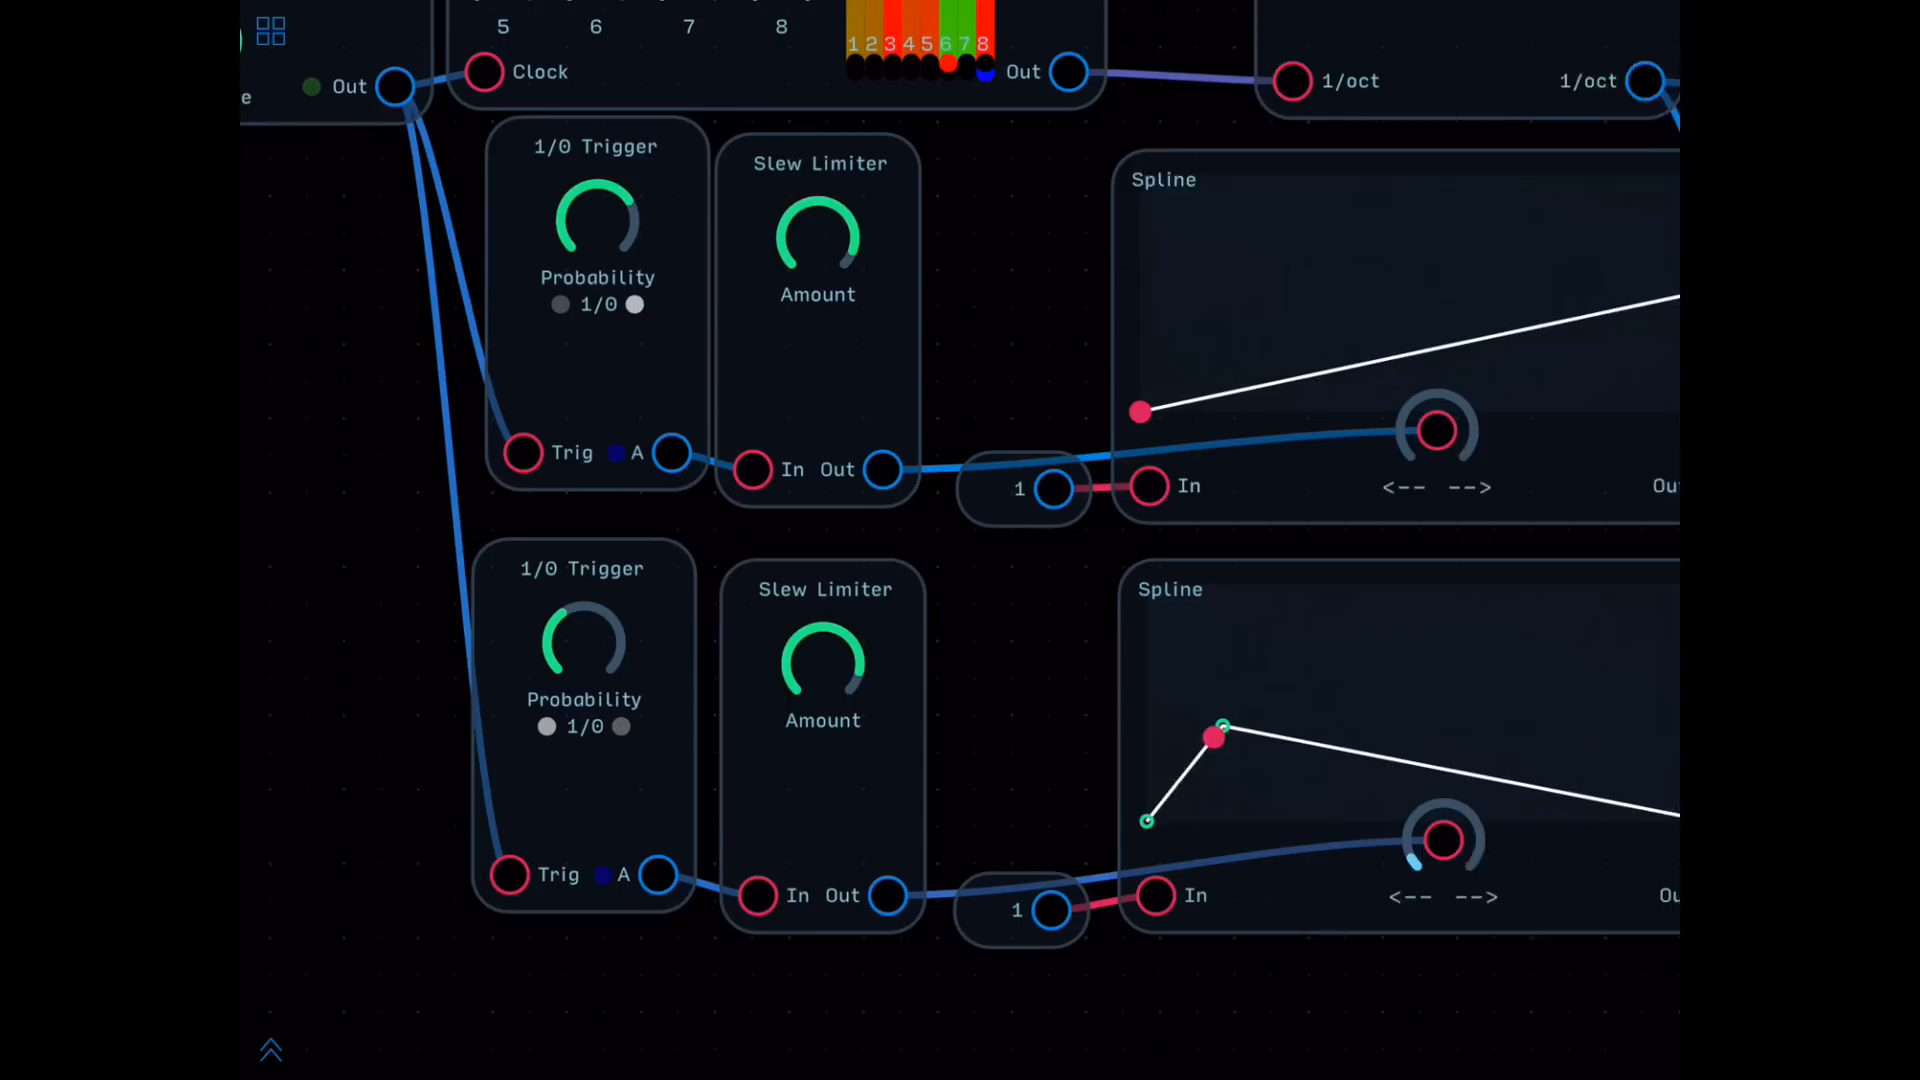 5 6 7 8
1 2 3 4 5 6 7 8
e Out
Clock
Out
1/oct 1/oct
1/0 Trigger
Probability
1/0
Trig A
Slew Limiter
Amount
In Out
1
Spline
In
<-- -->
Ou
1/0 Trigger
Probability
1/0
Trig A
Slew Limiter
Amount
In Out
1
Spline
In
<-- -->
Ou